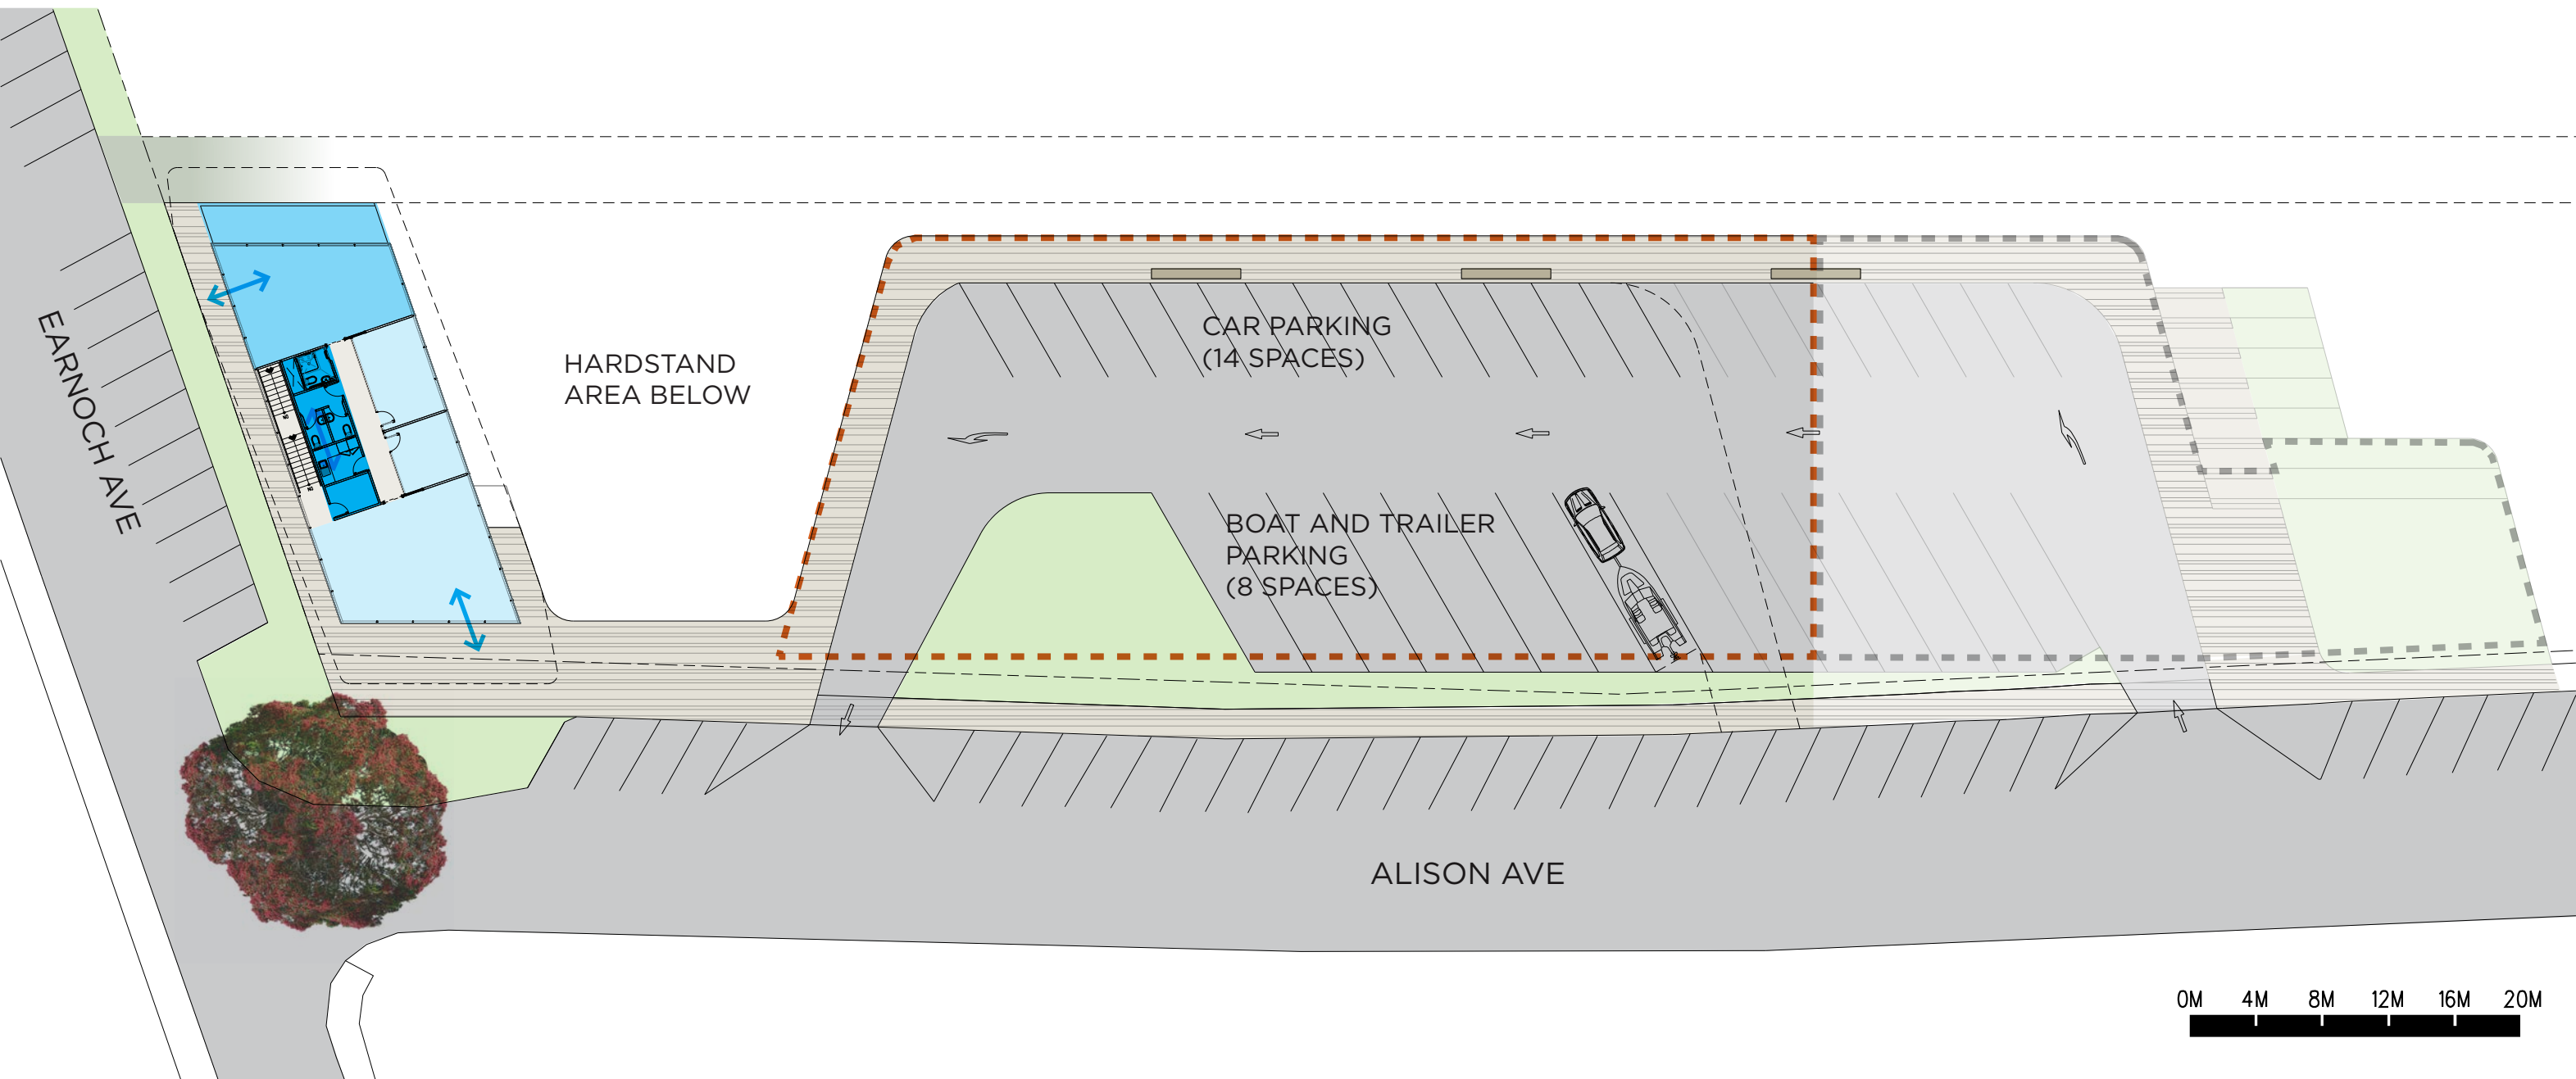 EARNOCH AVE
HARDSTAND
AREA BELOW
CAR PARKING
(14 SPACES)
BOAT AND TRAILER
PARKING
(8 SPACES)
ALISON AVE
0M 4M 8M 12M 16M 20M